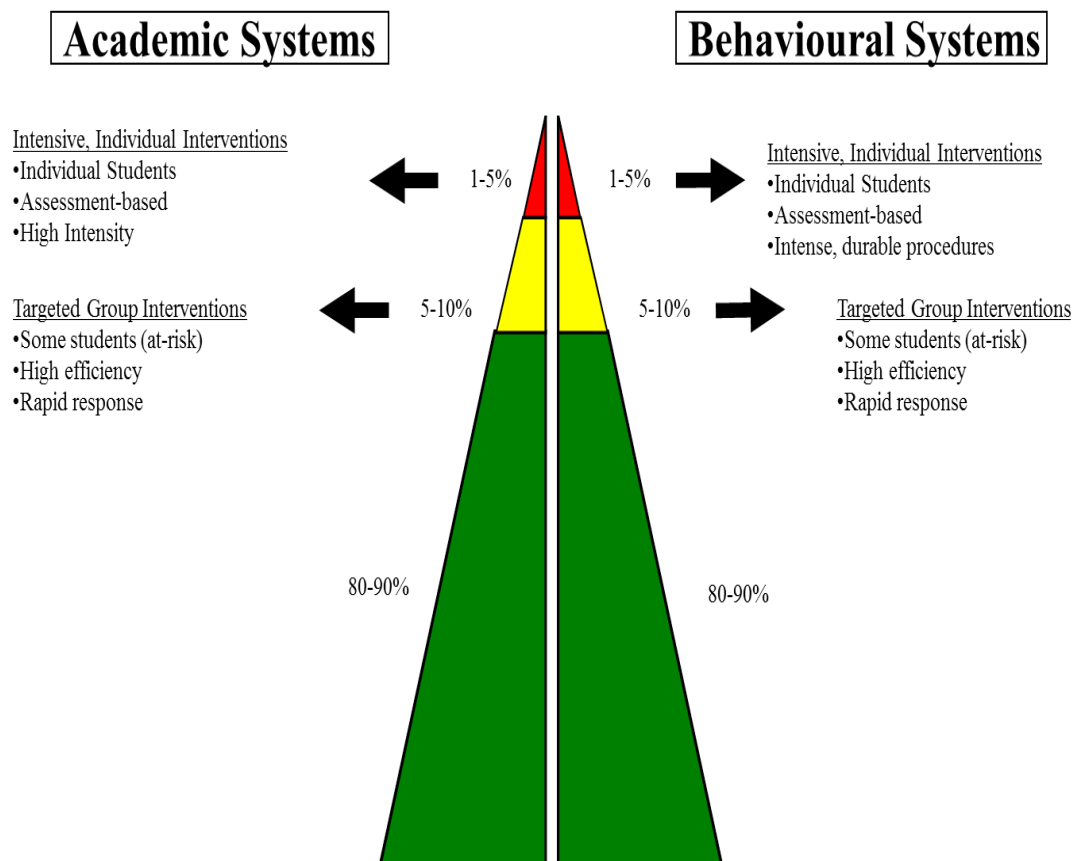 Academic Systems
Behavioural Systems
Intensive, Individual Interventions
•Individual Students
•Assessment-based
•High Intensity
1-5%
1-5%
Intensive, Individual Interventions
•Individual Students
•Assessment-based
•Intense, durable procedures
Targeted Group Interventions
•Some students (at-risk)
•High efficiency
•Rapid response
5-10%
5-10%
Targeted Group Interventions
•Some students (at-risk)
•High efficiency
•Rapid response
80-90%
80-90%